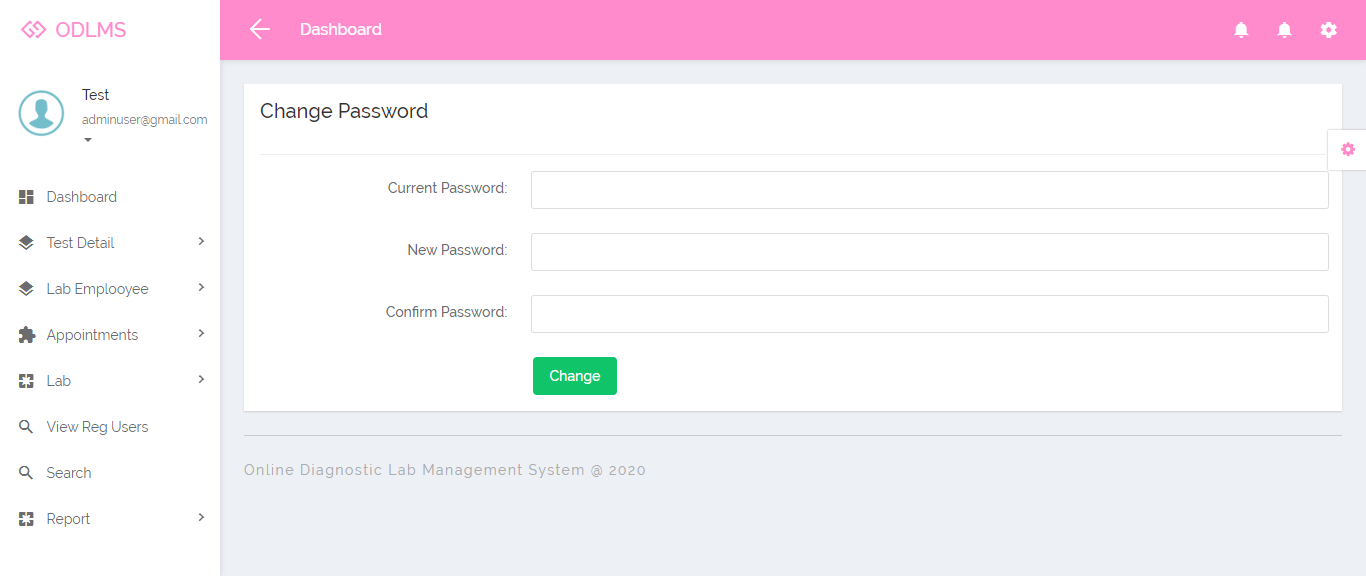 ODLMS
Dashboard
Test
adminuser@gmail.com
Dashboard
Test Detail
Lab Emplooyee
Appointments
Lab
View Reg Users
Search
Report
Change Password
Current Password:
New Password:
Confirm Password:
Change
Online Diagnostic Lab Management System @ 2020